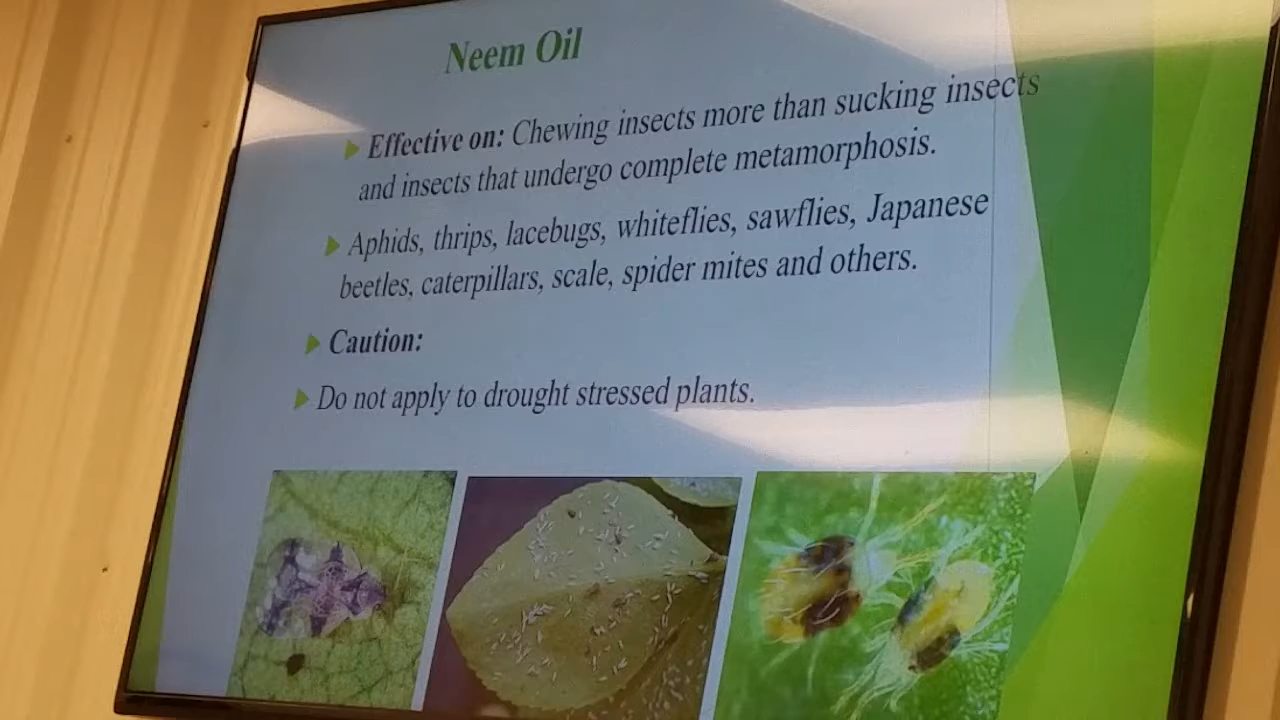 Neem Oil
Effective on: Chewing insects more than sucking insects
and insects that undergo complete metamorphosis.
Aphids, thrips, lacebugs, whiteflies, sawflies, Japanese
beetles, caterpillars, scale, spider mites and others.
Caution:
Do not apply to drought stressed plants.